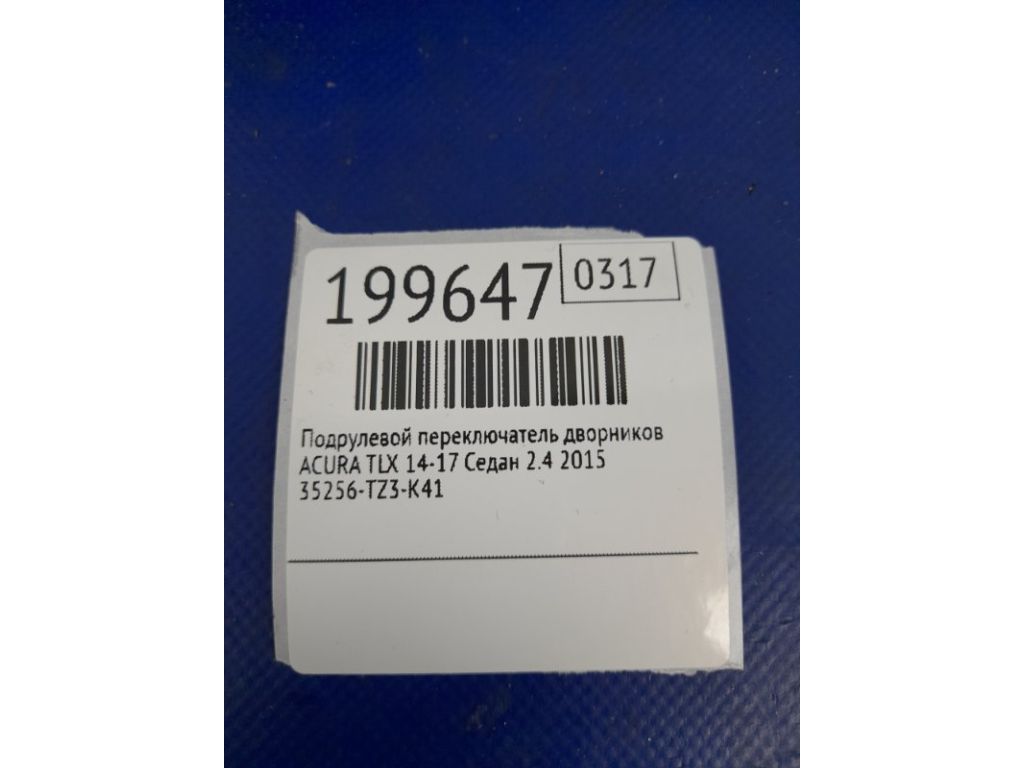 199647
0317
Подрулевой переключатель дворников
ACURA TLX 14-17 Седан 2.4 2015
35256-TZ3-K41